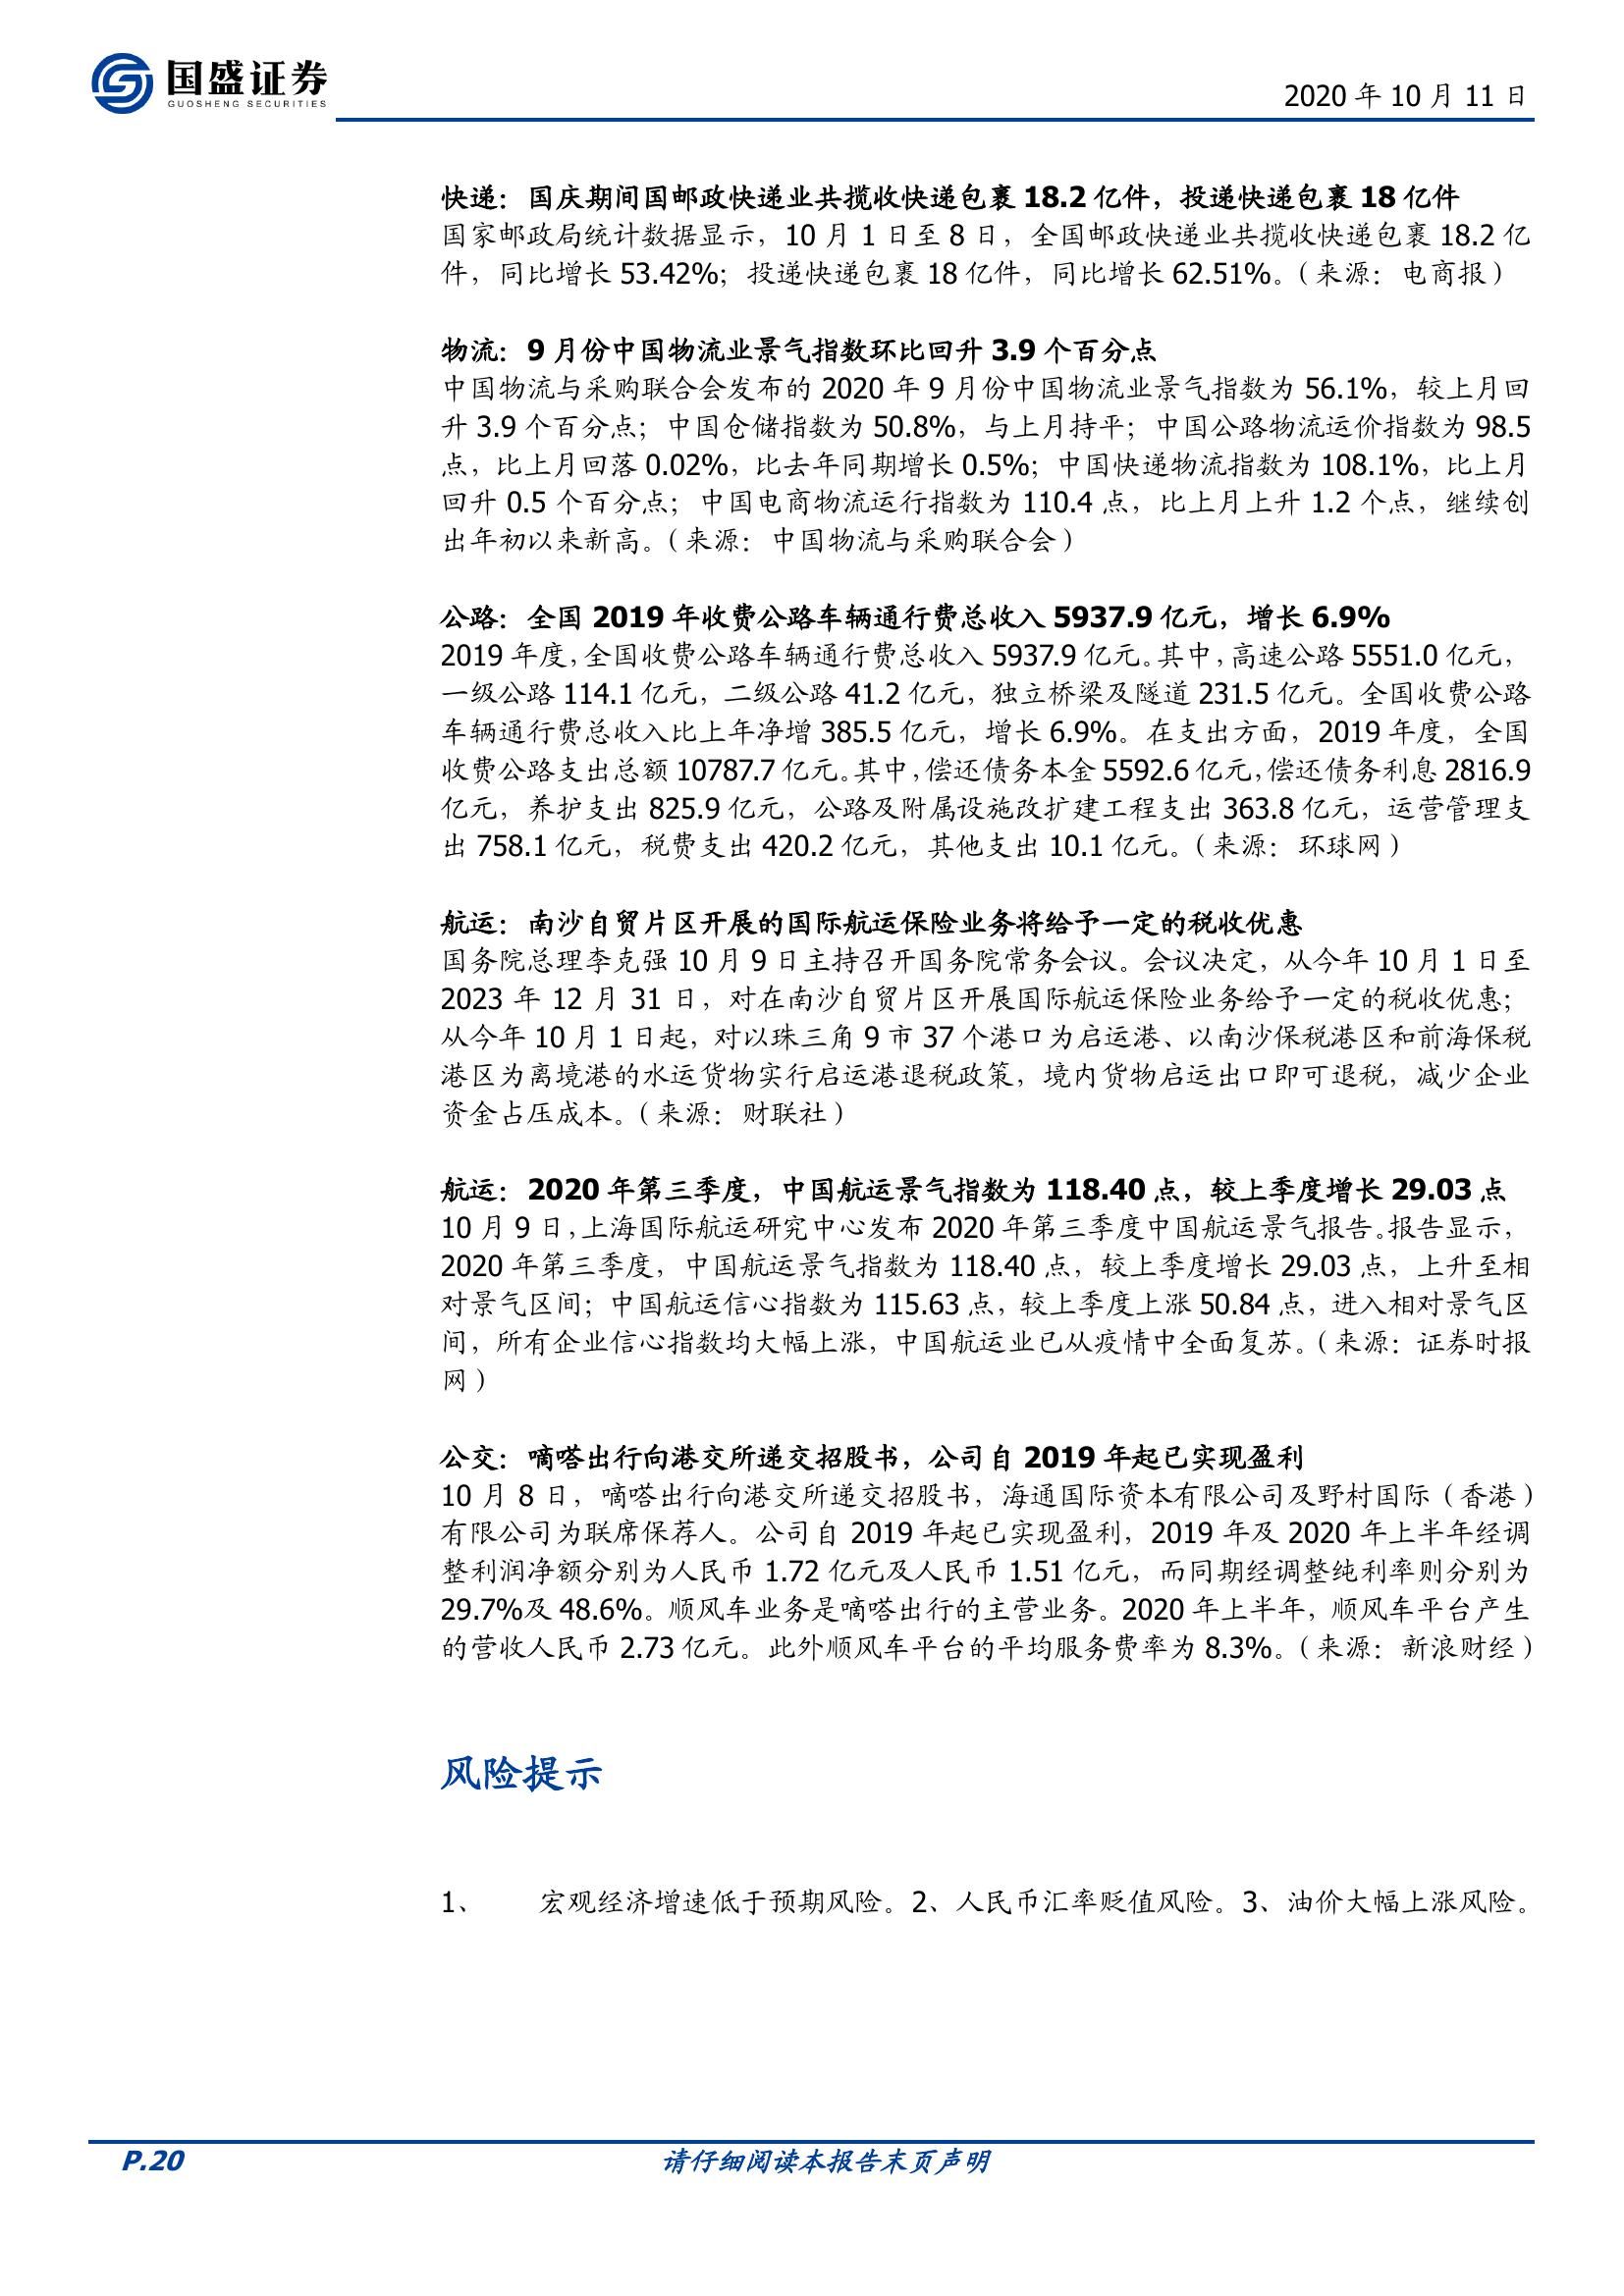 国盛证券
GUOSHENG SECURITIES
2020 年 10 月 11 日
快递：国庆期间国邮政快递业共揽收快递包裹 18.2 亿件，投递快递包裹 18 亿件
国家邮政局统计数据显示，10 月 1 日至 8 日，全国邮政快递业共揽收快递包裹 18.2 亿
件，同比增长 53.42%；投递快递包裹 18 亿件，同比增长 62.51%。（来源：电商报）
物流：9 月份中国物流业景气指数环比回升 3.9 个百分点
中国物流与采购联合会发布的 2020 年 9 月份中国物流业景气指数为 56.1%，较上月回
升 3.9 个百分点；中国仓储指数为 50.8%，与上月持平；中国公路物流运价指数为 98.5
点，比上月回落 0.02%，比去年同期增长 0.5%；中国快递物流指数为 108.1%，比上月
回升 0.5 个百分点；中国电商物流运行指数为 110.4 点，比上月上升 1.2 个点，继续创
出年初以来新高。（来源：中国物流与采购联合会）
公路：全国 2019 年收费公路车辆通行费总收入 5937.9 亿元，增长 6.9%
2019 年度，全国收费公路车辆通行费总收入 5937.9 亿元。其中，高速公路 5551.0 亿元，
一级公路 114.1 亿元，二级公路 41.2 亿元，独立桥梁及隧道 231.5 亿元。全国收费公路
车辆通行费总收入比上年净增 385.5 亿元，增长 6.9%。在支出方面，2019 年度，全国
收费公路支出总额 10787.7 亿元。其中，偿还债务本金 5592.6 亿元，偿还债务利息 2816.9
亿元，养护支出 825.9 亿元，公路及附属设施改扩建工程支出 363.8 亿元，运营管理支
出 758.1 亿元，税费支出 420.2 亿元，其他支出 10.1 亿元。（来源：环球网）
航运：南沙自贸片区开展的国际航运保险业务将给予一定的税收优惠
国务院总理李克强 10 月 9 日主持召开国务院常务会议。会议决定，从今年 10 月 1 日至
2023 年 12 月 31 日，对在南沙自贸片区开展国际航运保险业务给予一定的税收优惠；
从今年 10 月 1 日起，对以珠三角 9 市 37 个港口为启运港、以南沙保税港区和前海保税
港区为离境港的水运货物实行启运港退税政策，境内货物启运出口即可退税，减少企业
资金占压成本。（来源：财联社）
航运：2020 年第三季度，中国航运景气指数为 118.40 点，较上季度增长 29.03 点
10 月 9 日，上海国际航运研究中心发布 2020 年第三季度中国航运景气报告。报告显示，
2020 年第三季度，中国航运景气指数为 118.40 点，较上季度增长 29.03 点，上升至相
对景气区间；中国航运信心指数为 115.63 点，较上季度上涨 50.84 点，进入相对景气区
间，所有企业信心指数均大幅上涨，中国航运业已从疫情中全面复苏。（来源：证券时报
网）
公交：嘀嗒出行向港交所递交招股书，公司自 2019 年起已实现盈利
10 月 8 日，嘀嗒出行向港交所递交招股书，海通国际资本有限公司及野村国际（香港）
有限公司为联席保荐人。公司自 2019 年起已实现盈利，2019 年及 2020 年上半年经调
整利润净额分别为人民币 1.72 亿元及人民币 1.51 亿元，而同期经调整纯利率则分别为
29.7%及 48.6%。顺风车业务是嘀嗒出行的主营业务。2020 年上半年，顺风车平台产生
的营收人民币 2.73 亿元。此外顺风车平台的平均服务费率为 8.3%。（来源：新浪财经）
风险提示
1、 宏观经济增速低于预期风险。2、人民币汇率贬值风险。3、油价大幅上涨风险。
P.20 请仔细阅读本报告末页声明